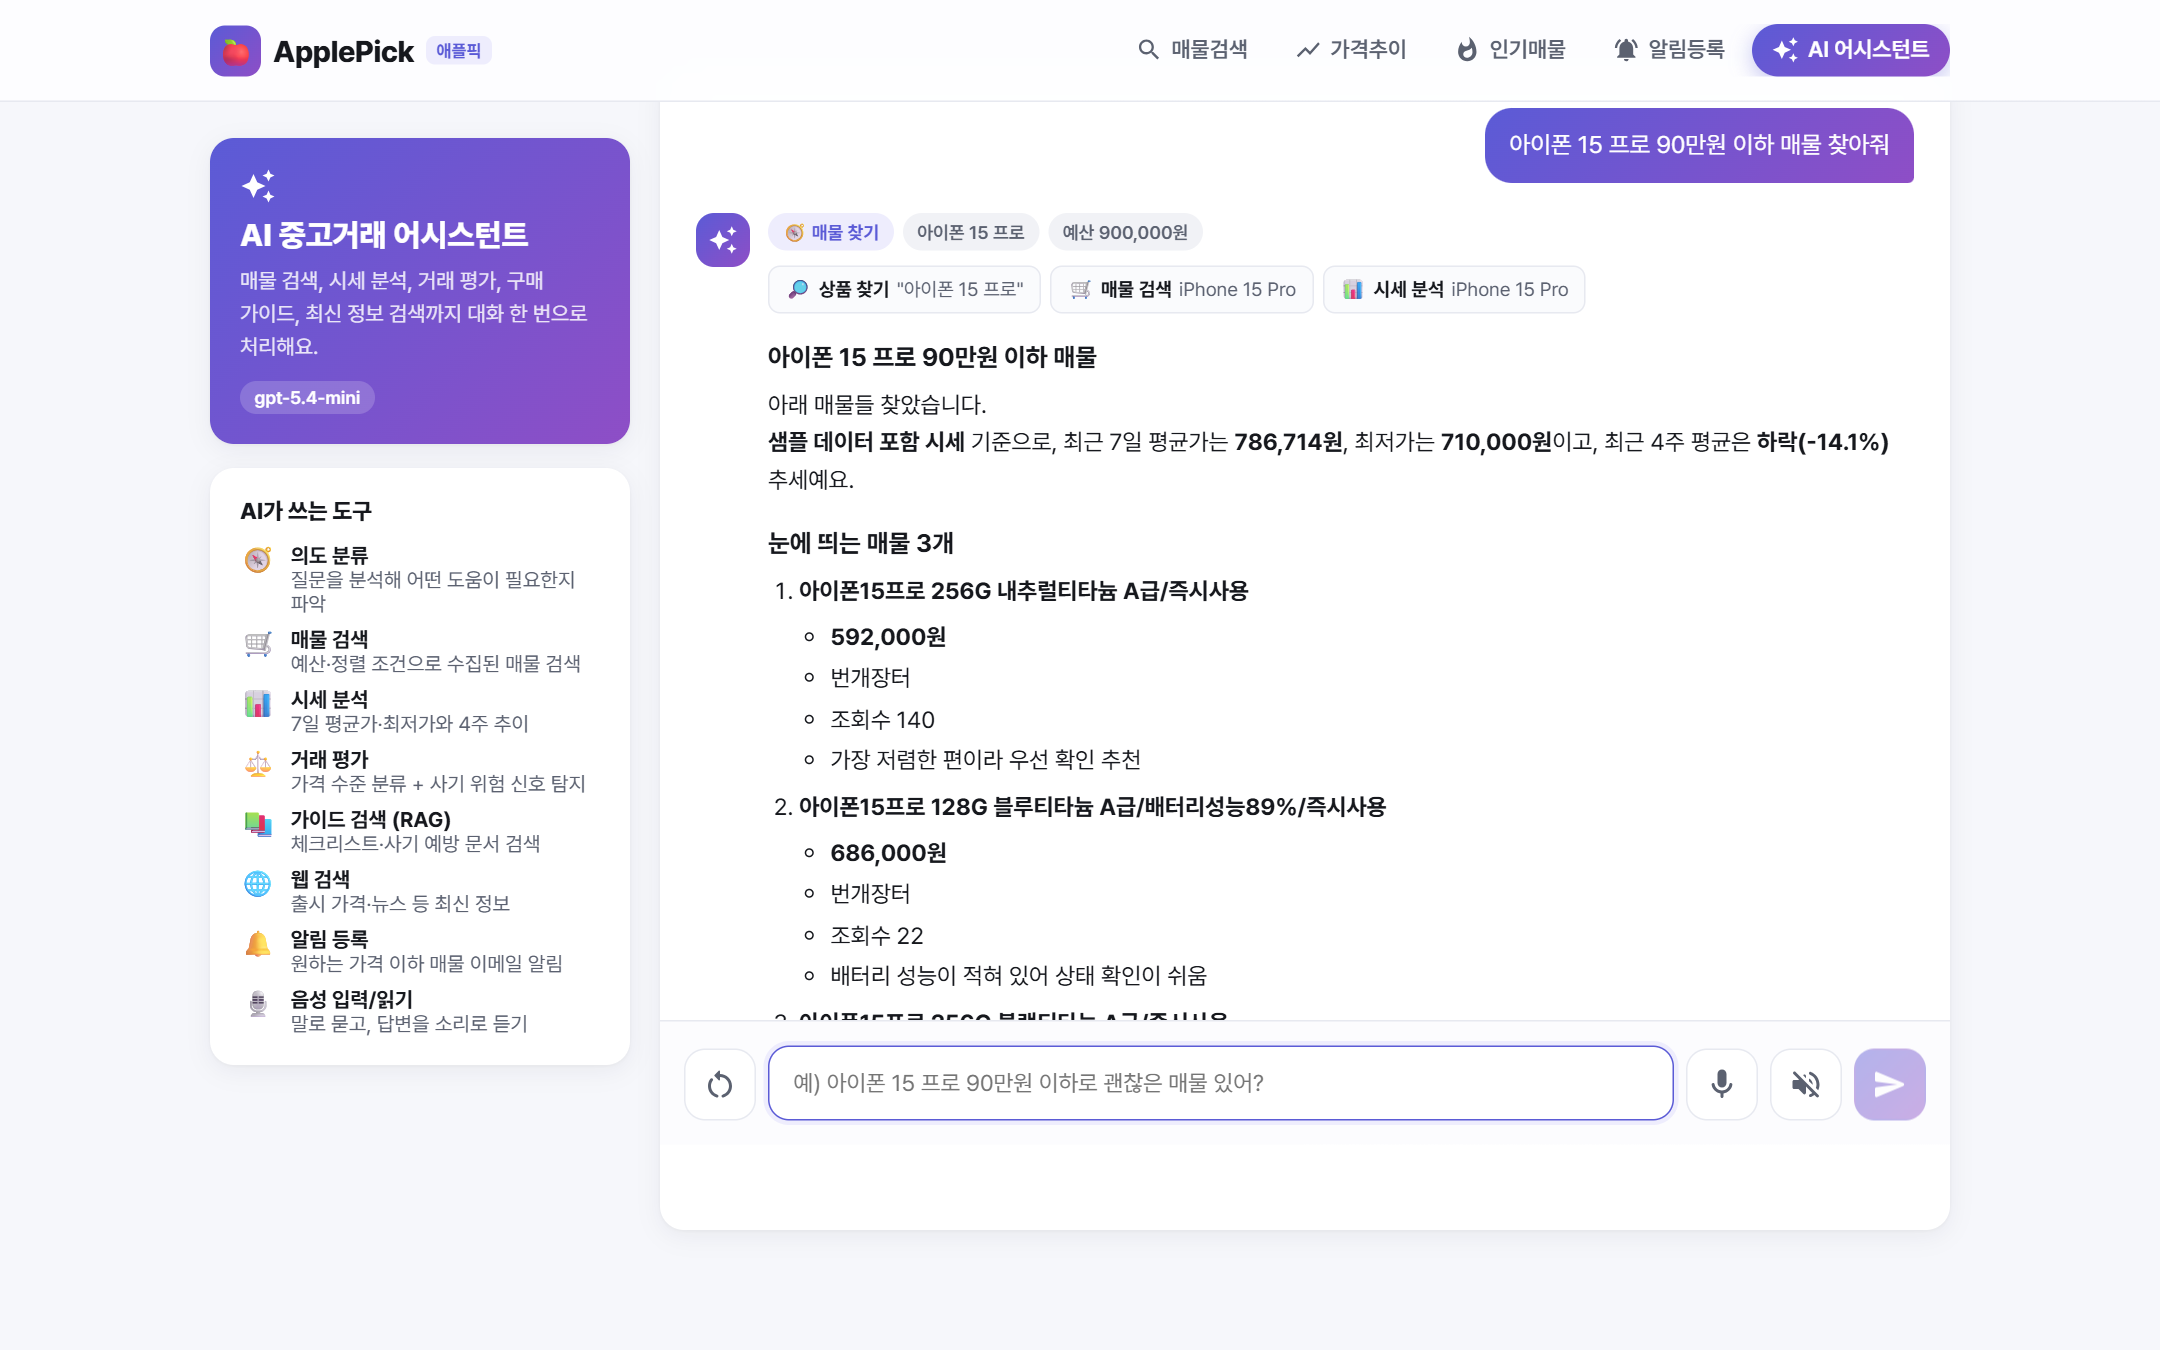 ApplePick 애플픽
매물검색 가격추이 인기매물 알림등록 AI 어시스턴트
AI 중고거래 어시스턴트
매물 검색, 시세 분석, 거래 평가, 구매
가이드, 최신 정보 검색까지 대화 한 번으로
처리해요.
gpt-5.4-mini
AI가 쓰는 도구
의도 분류
질문을 분석해 어떤 도움이 필요한지
파악
매물 검색
예산·정렬 조건으로 수집된 매물 검색
시세 분석
7일 평균가·최저가와 4주 추이
거래 평가
가격 수준 분류 + 사기 위험 신호 탐지
가이드 검색 (RAG)
체크리스트·사기 예방 문서 검색
웹 검색
출시 가격·뉴스 등 최신 정보
알림 등록
원하는 가격 이하 매물 이메일 알림
음성 입력/읽기
말로 묻고, 답변을 소리로 듣기
아이폰 15 프로 90만원 이하 매물 찾아줘
매물 찾기 아이폰 15 프로 예산 900,000원
상품 찾기 "아이폰 15 프로" 매물 검색 iPhone 15 Pro 시세 분석 iPhone 15 Pro
아이폰 15 프로 90만원 이하 매물
아래 매물들 찾았습니다.
샘플 데이터 포함 시세 기준으로, 최근 7일 평균가는 786,714원, 최저가는 710,000원이고, 최근 4주 평균은 하락(-14.1%)
추세예요.
눈에 띄는 매물 3개
1. 아이폰15프로 256G 내추럴티타늄 A급/즉시사용
592,000원
번개장터
조회수 140
가장 저렴한 편이라 우선 확인 추천
2. 아이폰15프로 128G 블루티타늄 A급/배터리성능89%/즉시사용
686,000원
번개장터
조회수 22
배터리 성능이 적혀 있어 상태 확인이 쉬움
3. 아이폰15프로 256G 블랙티타늄 A급/즉시사용
예) 아이폰 15 프로 90만원 이하로 괜찮은 매물 있어?